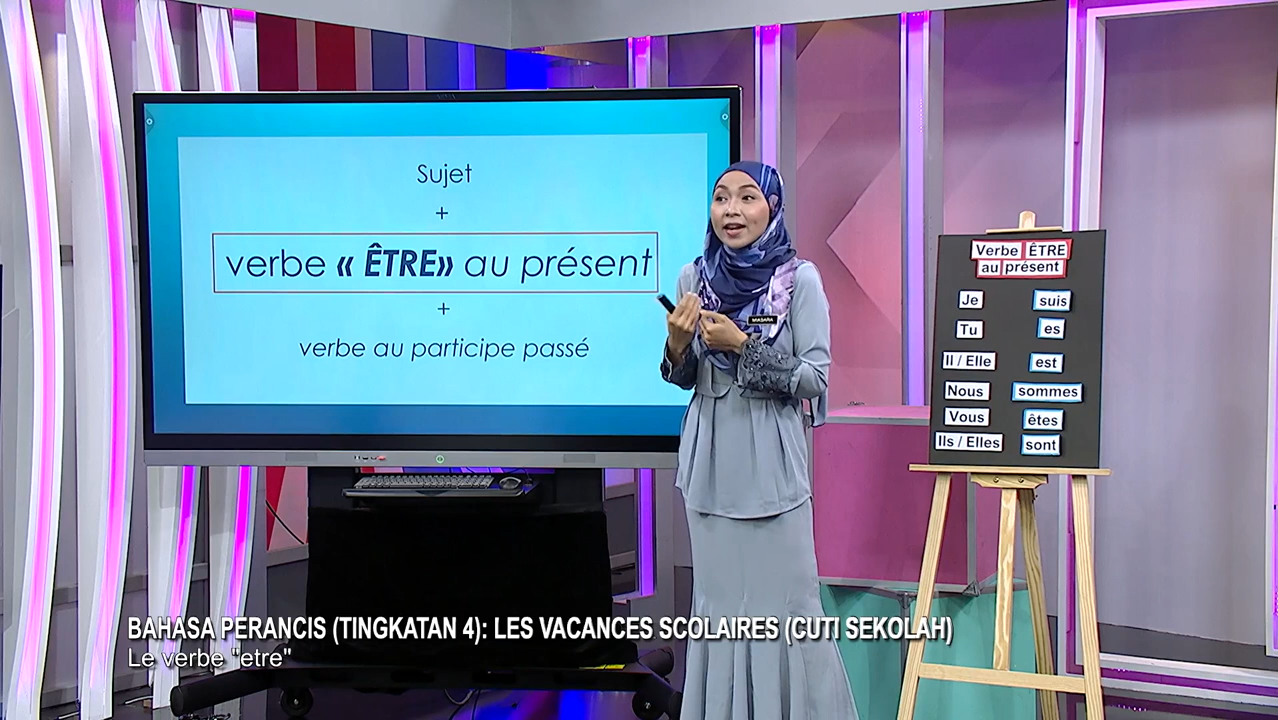 Sujet
+
verbe « ÊTRE» au présent
+
verbe au participe passé
Verbe ÊTRE
au présent
Je suis
Tu es
Il / Elle est
Nous sommes
Vous êtes
Ils / Elles sont
BAHASA PERANCIS (TINGKATAN 4): LES VACANCES SCOLAIRES (CUTI SEKOLAH)
Le verbe "etre"